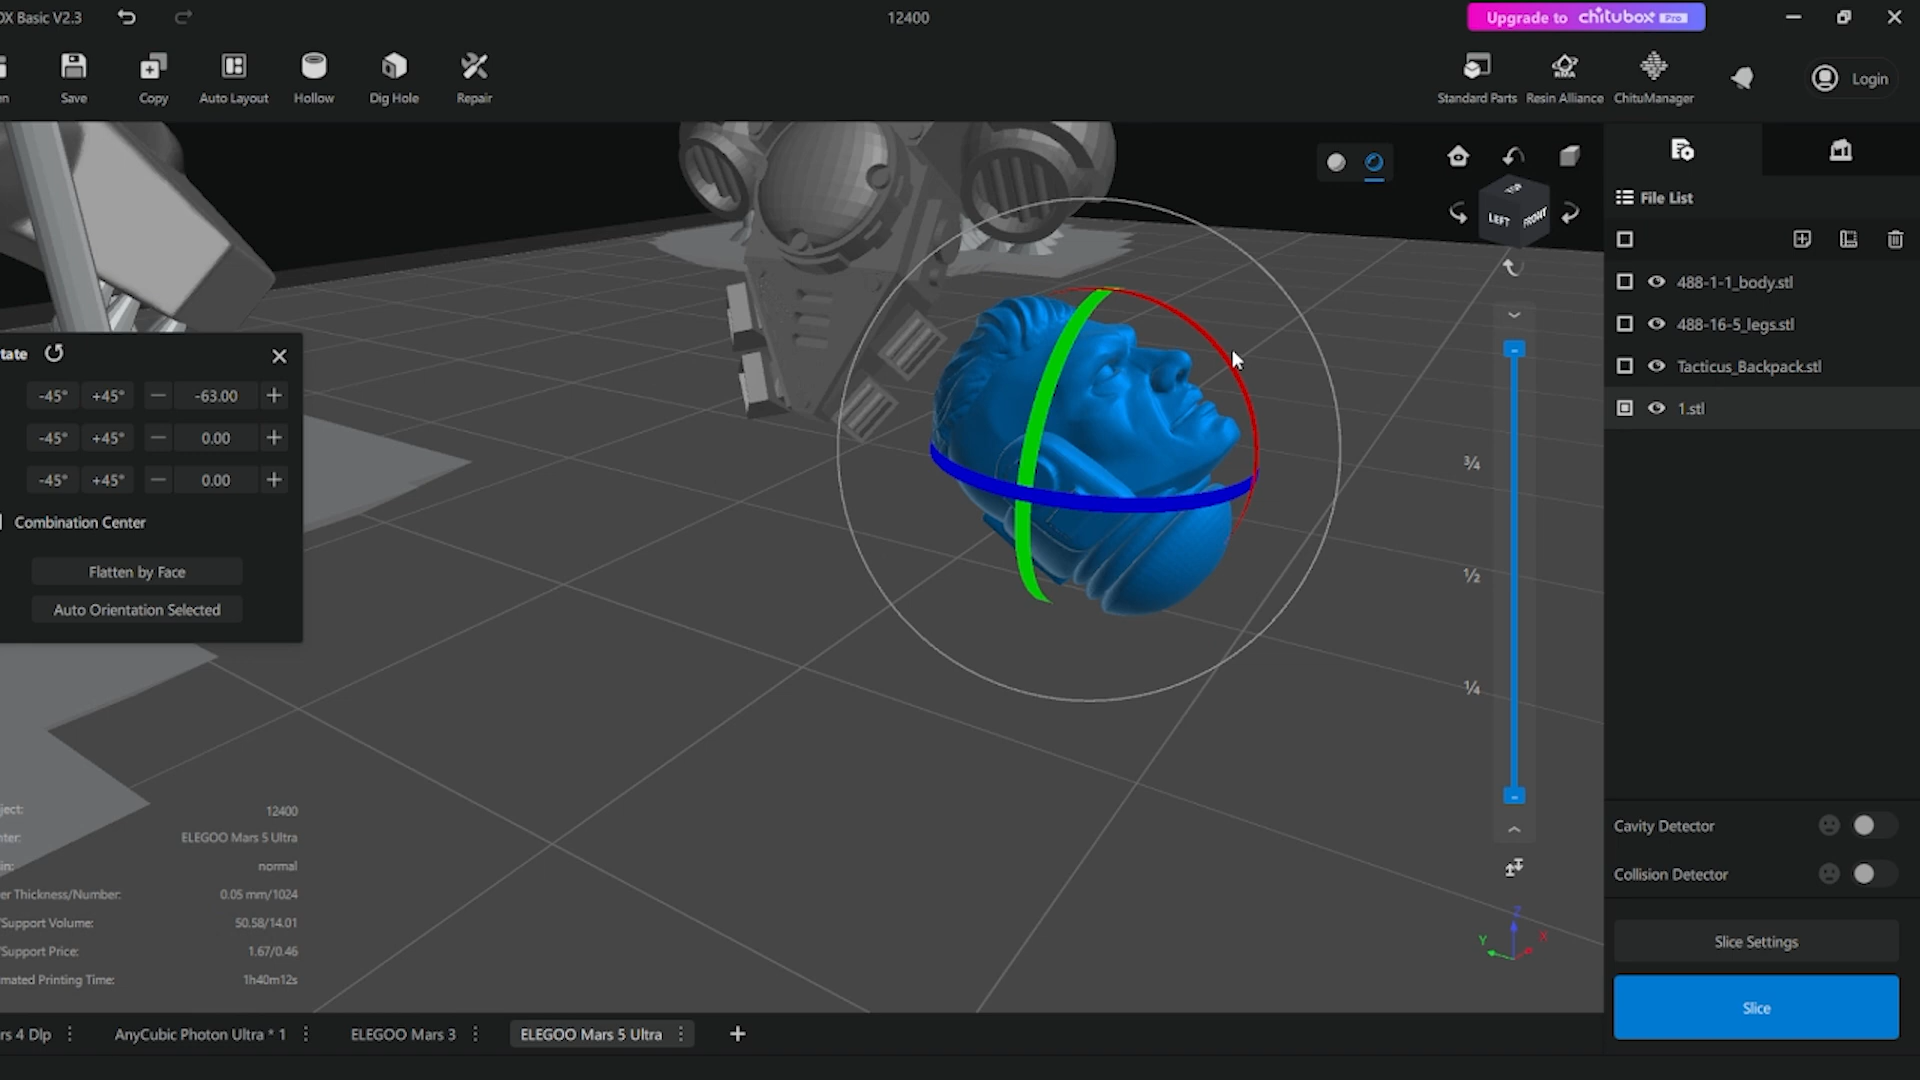 OX Basic V2.3
12400
Upgrade to chitubox Pro
Save
Copy
Auto Layout
Hollow
Dig Hole
Repair
Standard Parts
Resin Alliance
ChituManager
Login
TOP
LEFT
FRONT
File List
488-1-1_body.stl
488-16-5_legs.stl
Tacticus_Backpack.stl
1.stl
tate
-45° +45° -63.00
-45° +45° 0.00
-45° +45° 0.00
Combination Center
Flatten by Face
Auto Orientation Selected
3/4
1/2
1/4
ject: 12400
nter: ELEGOO Mars 5 Ultra
in: normal
er Thickness/Number: 0.05 mm/1024
/Support Volume: 50.58/14.01
/Support Price: 1.67/0.46
mated Printing Time: 1h40m12s
Z
Y
X
Cavity Detector
Collision Detector
Slice Settings
Slice
rs 4 Dlp
AnyCubic Photon Ultra * 1
ELEGOO Mars 3
ELEGOO Mars 5 Ultra